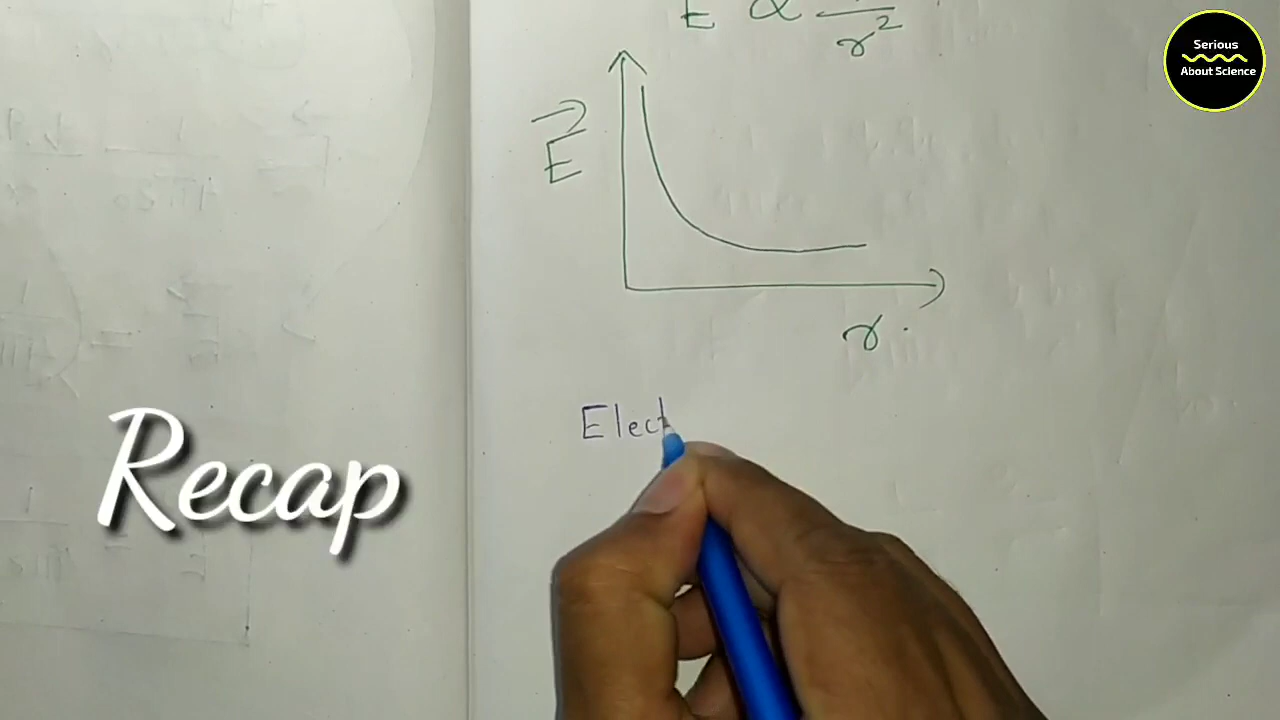 E ∝ 1/r²
Serious
About Science
E
r
Elect
Recap